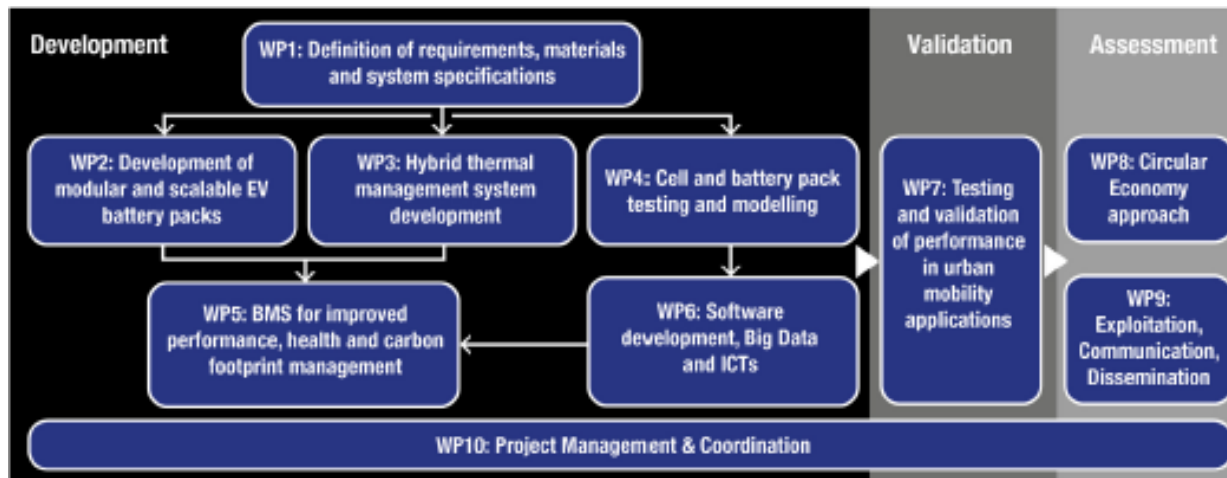 Development
Validation
Assessment
WP1: Definition of requirements, materials
and system specifications
WP2: Development of
modular and scalable EV
battery packs
WP3: Hybrid thermal
management system
development
WP4: Cell and battery pack
testing and modelling
WP5: BMS for improved
performance, health and carbon
footprint management
WP6: Software
development, Big Data
and ICTs
WP7: Testing
and validation
of performance
in urban
mobility
applications
WP8: Circular
Economy
approach
WP9:
Exploitation,
Communication,
Dissemination
WP10: Project Management & Coordination